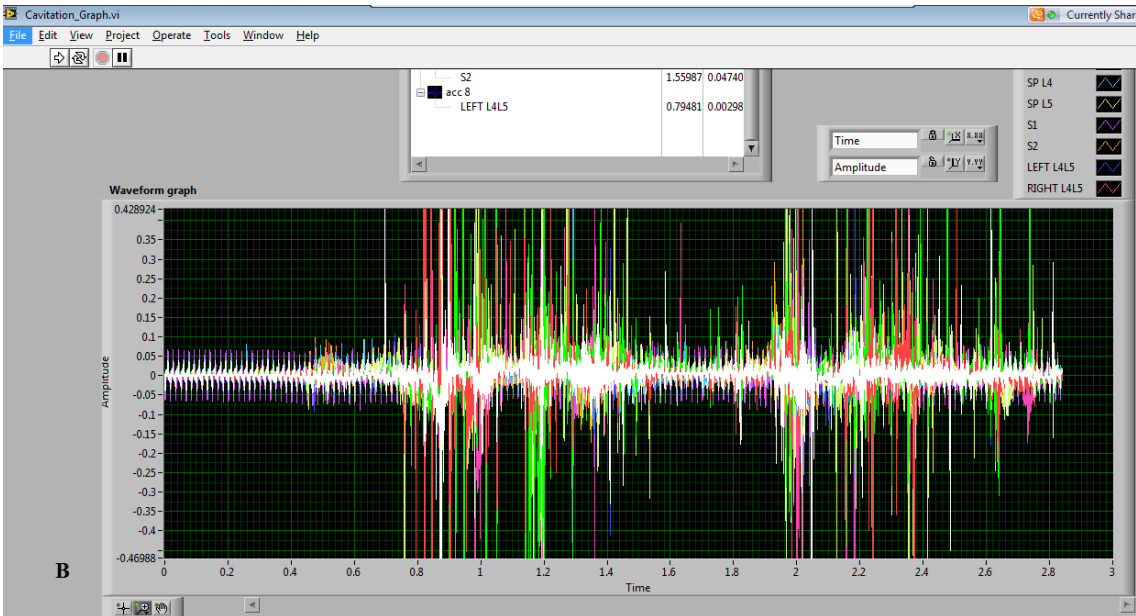 Cavitation_Graph.vi
Currently Shar
File Edit View Project Operate Tools Window Help
S2 1.55987 0.04740
acc 8
LEFT L4L5 0.79481 0.00298
SP L4
SP L5
S1
S2
LEFT L4L5
RIGHT L4L5
Time
Amplitude
Waveform graph
0.428924
0.35
0.3
0.25
0.2
0.15
0.1
0.05
0
-0.05
-0.1
-0.15
-0.2
-0.25
-0.3
-0.35
-0.4
-0.46988
Amplitude
0 0.2 0.4 0.6 0.8 1 1.2 1.4 1.6 1.8 2 2.2 2.4 2.6 2.8 3
Time
B